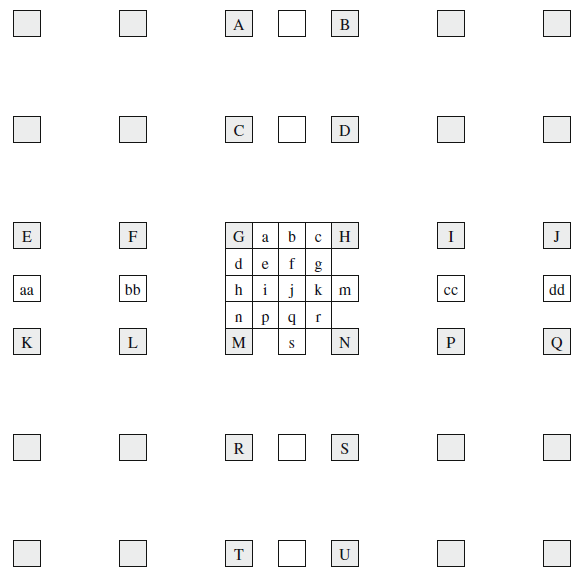 A B
C D
E F G a b c H I J
d e f g
aa bb h i j k m cc dd
n p q r
K L M s N P Q
R S
T U